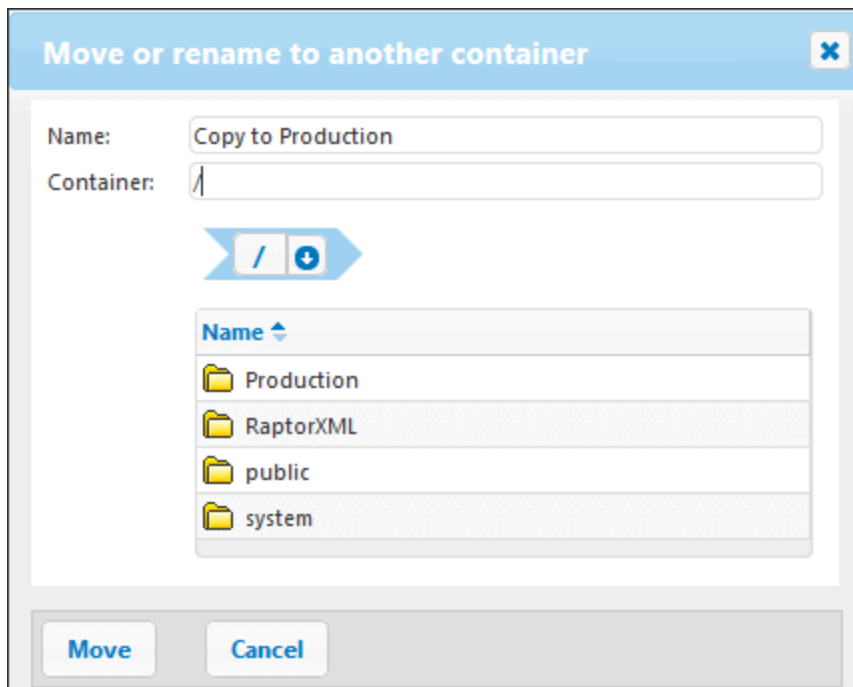 Move or rename to another container
Name: Copy to Production
Container: /
/
Name
Production
RaptorXML
public
system
Move Cancel